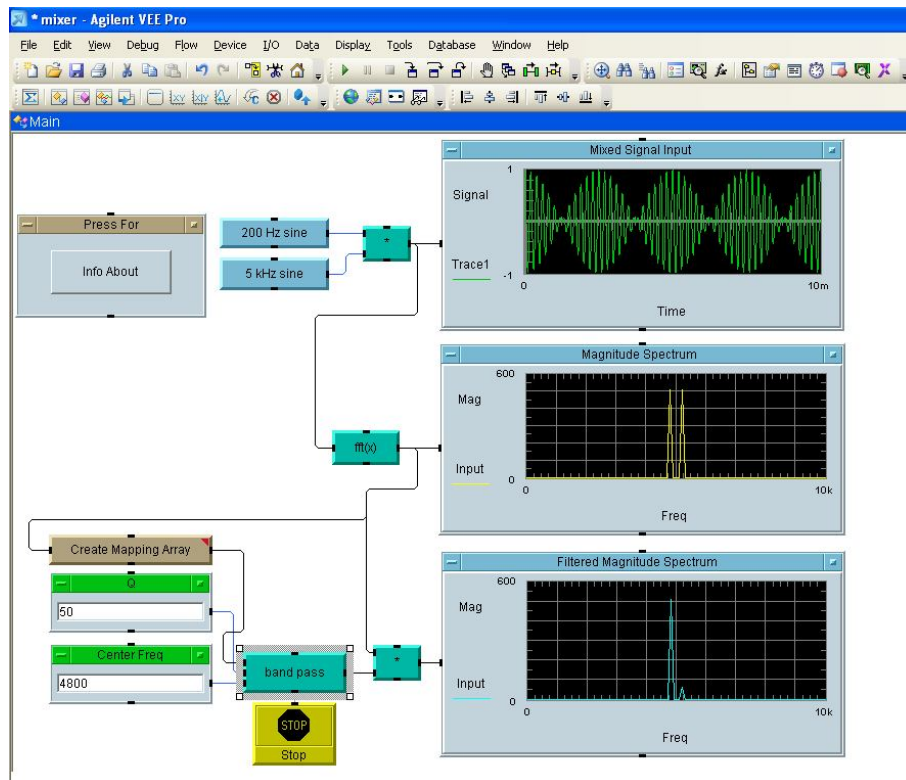 * mixer - Agilent VEE Pro
File Edit View Debug Flow Device I/O Data Display Tools Database Window Help
Main
Mixed Signal Input
Signal
1
Trace1
-1
0
10m
Time
Press For
Info About
200 Hz sine
5 kHz sine
*
Magnitude Spectrum
600
Mag
Input
0
0
10k
Freq
fft(x)
Create Mapping Array
Q
50
Center Freq
4800
band pass
*
STOP
Stop
Filtered Magnitude Spectrum
600
Mag
Input
0
0
10k
Freq